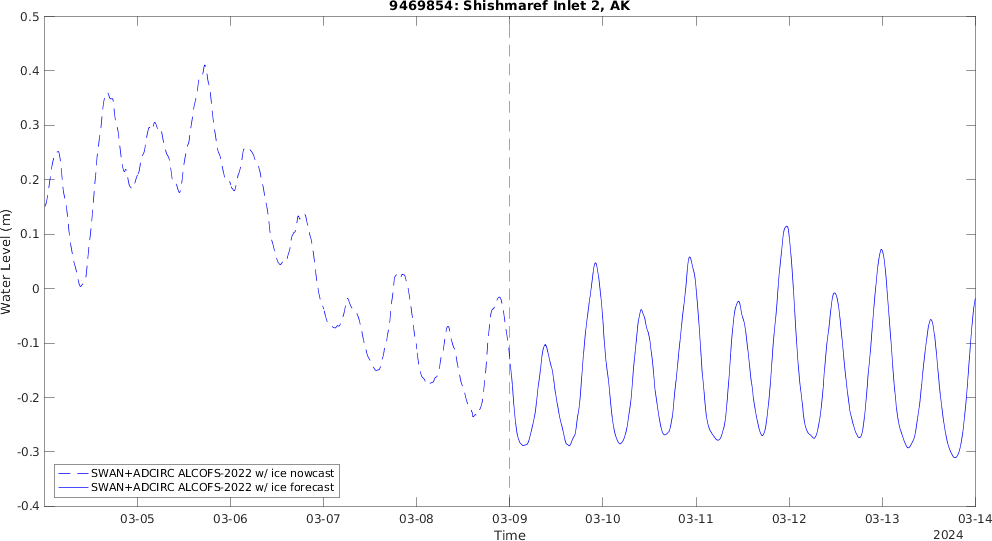 9469854: Shishmaref Inlet 2, AK
0.5
0.4
0.3
0.2
0.1
0
-0.1
-0.2
-0.3
-0.4
Water Level (m)
SWAN+ADCIRC ALCOFS-2022 w/ ice nowcast
SWAN+ADCIRC ALCOFS-2022 w/ ice forecast
03-05 03-06 03-07 03-08 03-09 03-10 03-11 03-12 03-13 03-14
Time
2024